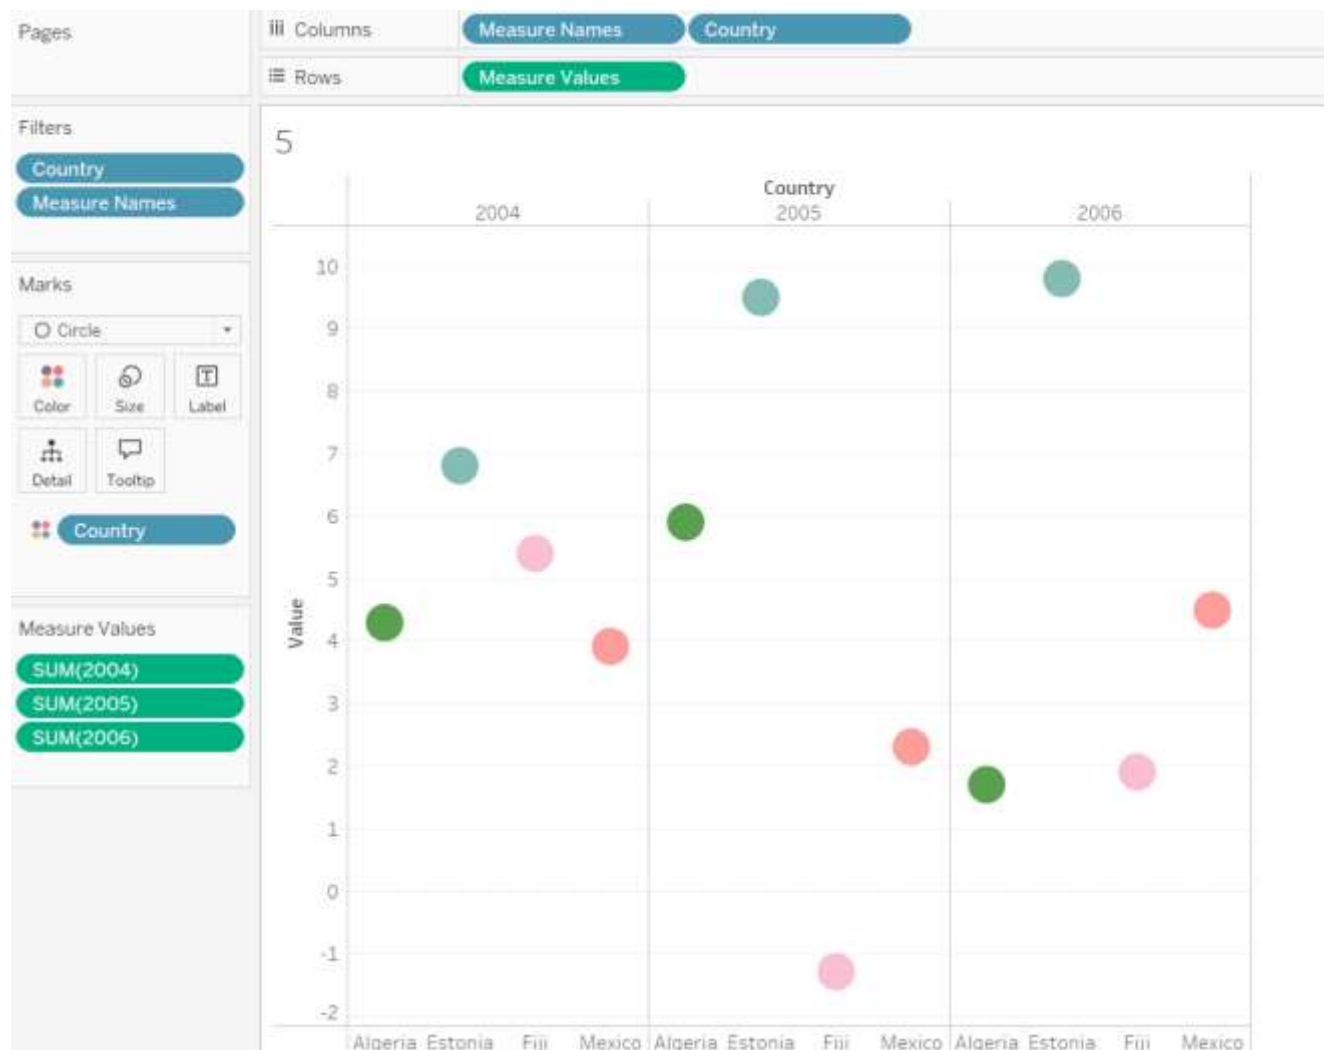 Pages
Columns Measure Names Country
Rows Measure Values
Filters
Country
Measure Names
Marks
Circle
Color Size Label
Detail Tooltip
Country
Measure Values
SUM(2004)
SUM(2005)
SUM(2006)
5
Country
2004 2005 2006
10
9
8
7
6
5
4
3
2
1
0
-1
-2
Value
Algeria Estonia Fiji Mexico Algeria Estonia Fiji Mexico Algeria Estonia Fiji Mexico